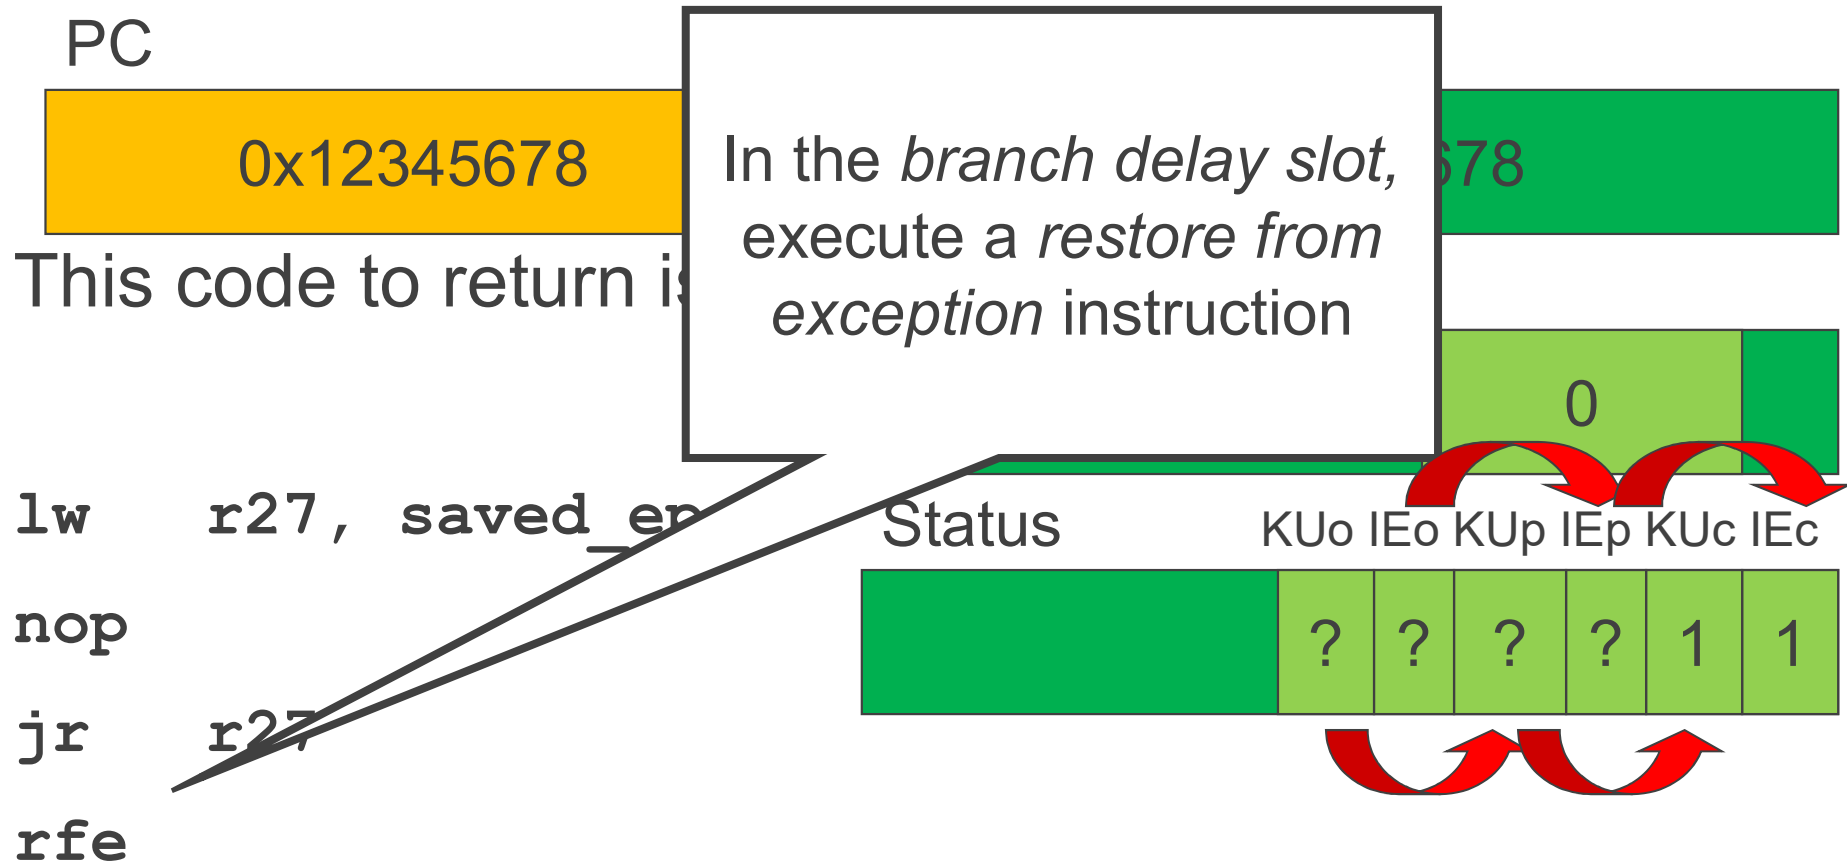 PC
0x12345678
678
In the branch delay slot,
execute a restore from
exception instruction
This code to return
0
lw r27,
Status
KUo IEo KUp IEp KUc IEc
nop
? ? ? ? 1 1
jr r27
rfe